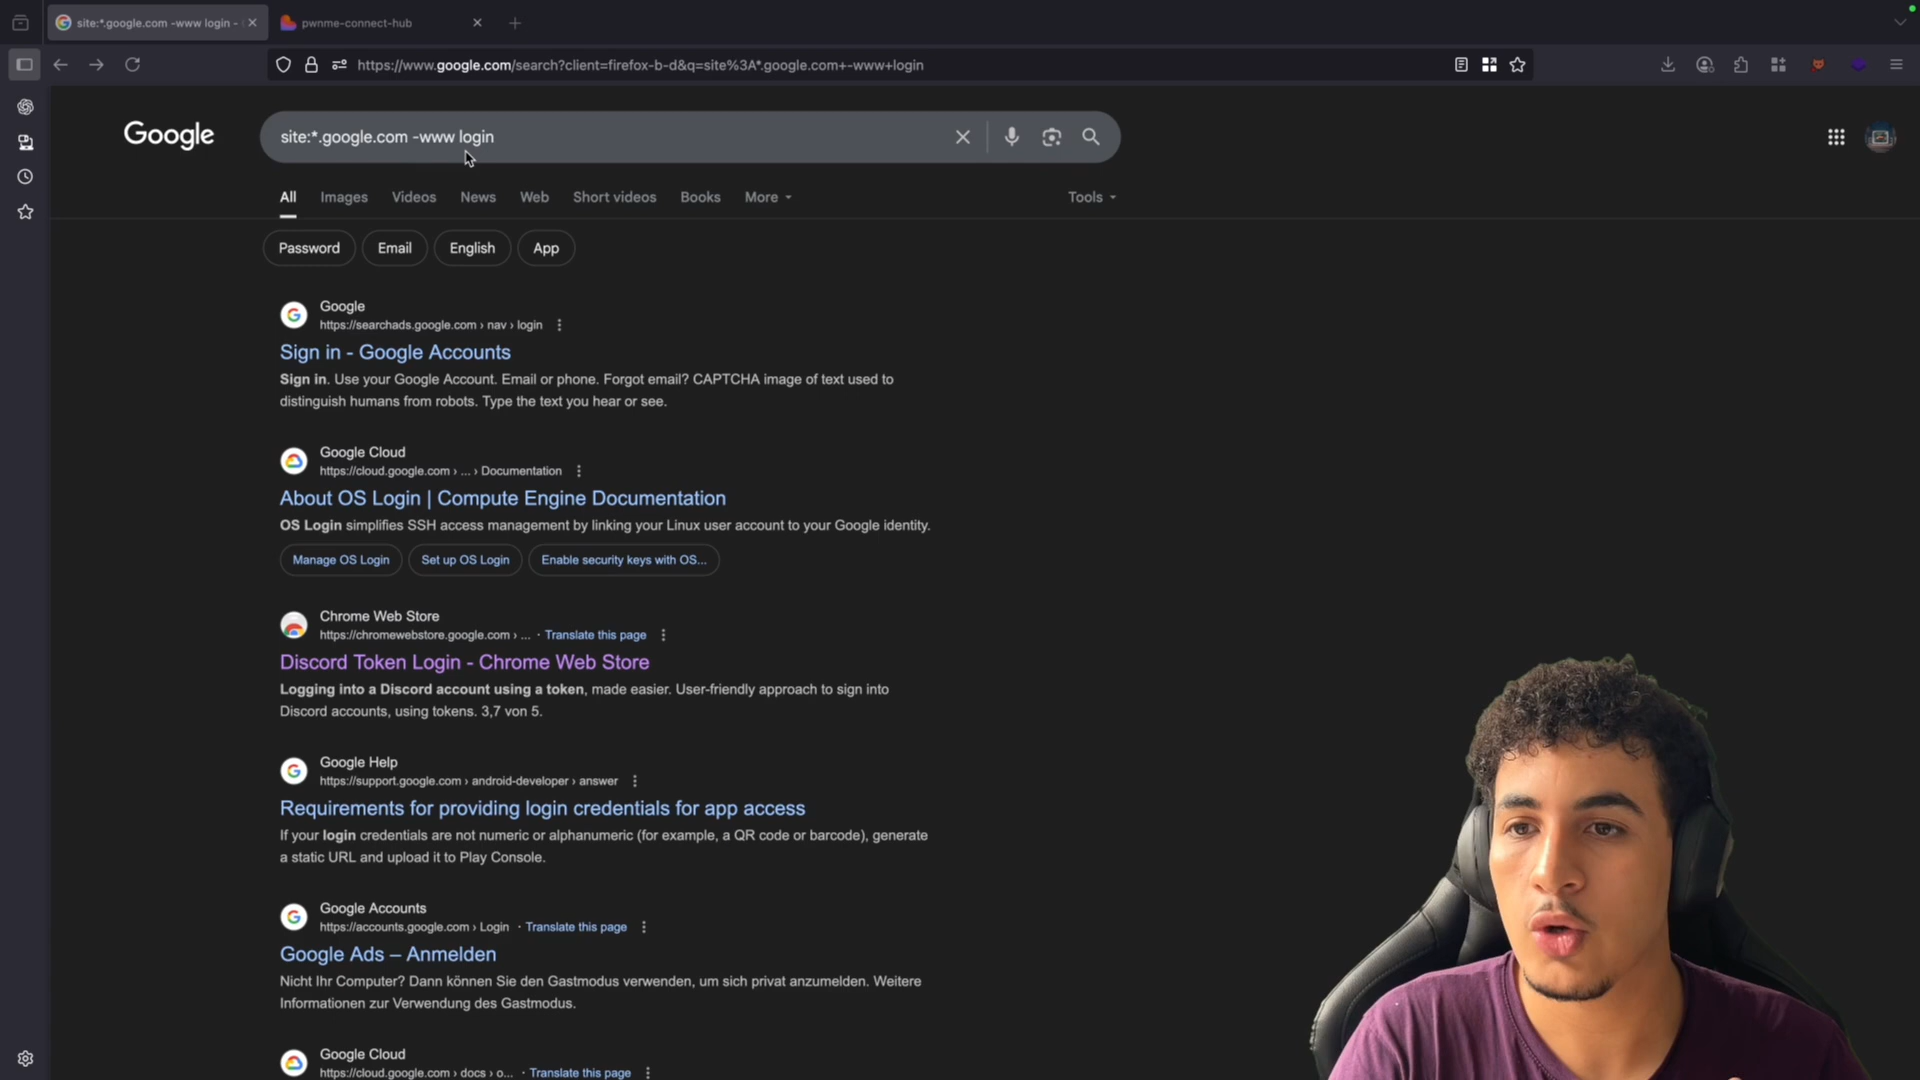 site:*.google.com -www login -
pwnme-connect-hub
https://www.google.com/search?client=firefox-b-d&q=site%3A*.google.com+-www+login
Google
site:*.google.com -www login
All
Images
Videos
News
Web
Short videos
Books
More
Tools
Password
Email
English
App
Google
https://searchads.google.com › nav › login
Sign in - Google Accounts
Sign in. Use your Google Account. Email or phone. Forgot email? CAPTCHA image of text used to
distinguish humans from robots. Type the text you hear or see.
Google Cloud
https://cloud.google.com › ... › Documentation
About OS Login | Compute Engine Documentation
OS Login simplifies SSH access management by linking your Linux user account to your Google identity.
Manage OS Login
Set up OS Login
Enable security keys with OS...
Chrome Web Store
https://chromewebstore.google.com › ... · Translate this page
Discord Token Login - Chrome Web Store
Logging into a Discord account using a token, made easier. User-friendly approach to sign into
Discord accounts, using tokens. 3,7 von 5.
Google Help
https://support.google.com › android-developer › answer
Requirements for providing login credentials for app access
If your login credentials are not numeric or alphanumeric (for example, a QR code or barcode), generate
a static URL and upload it to Play Console.
Google Accounts
https://accounts.google.com › Login · Translate this page
Google Ads – Anmelden
Nicht Ihr Computer? Dann können Sie den Gastmodus verwenden, um sich privat anzumelden. Weitere
Informationen zur Verwendung des Gastmodus.
Google Cloud
https://cloud.google.com › docs › o... · Translate this page